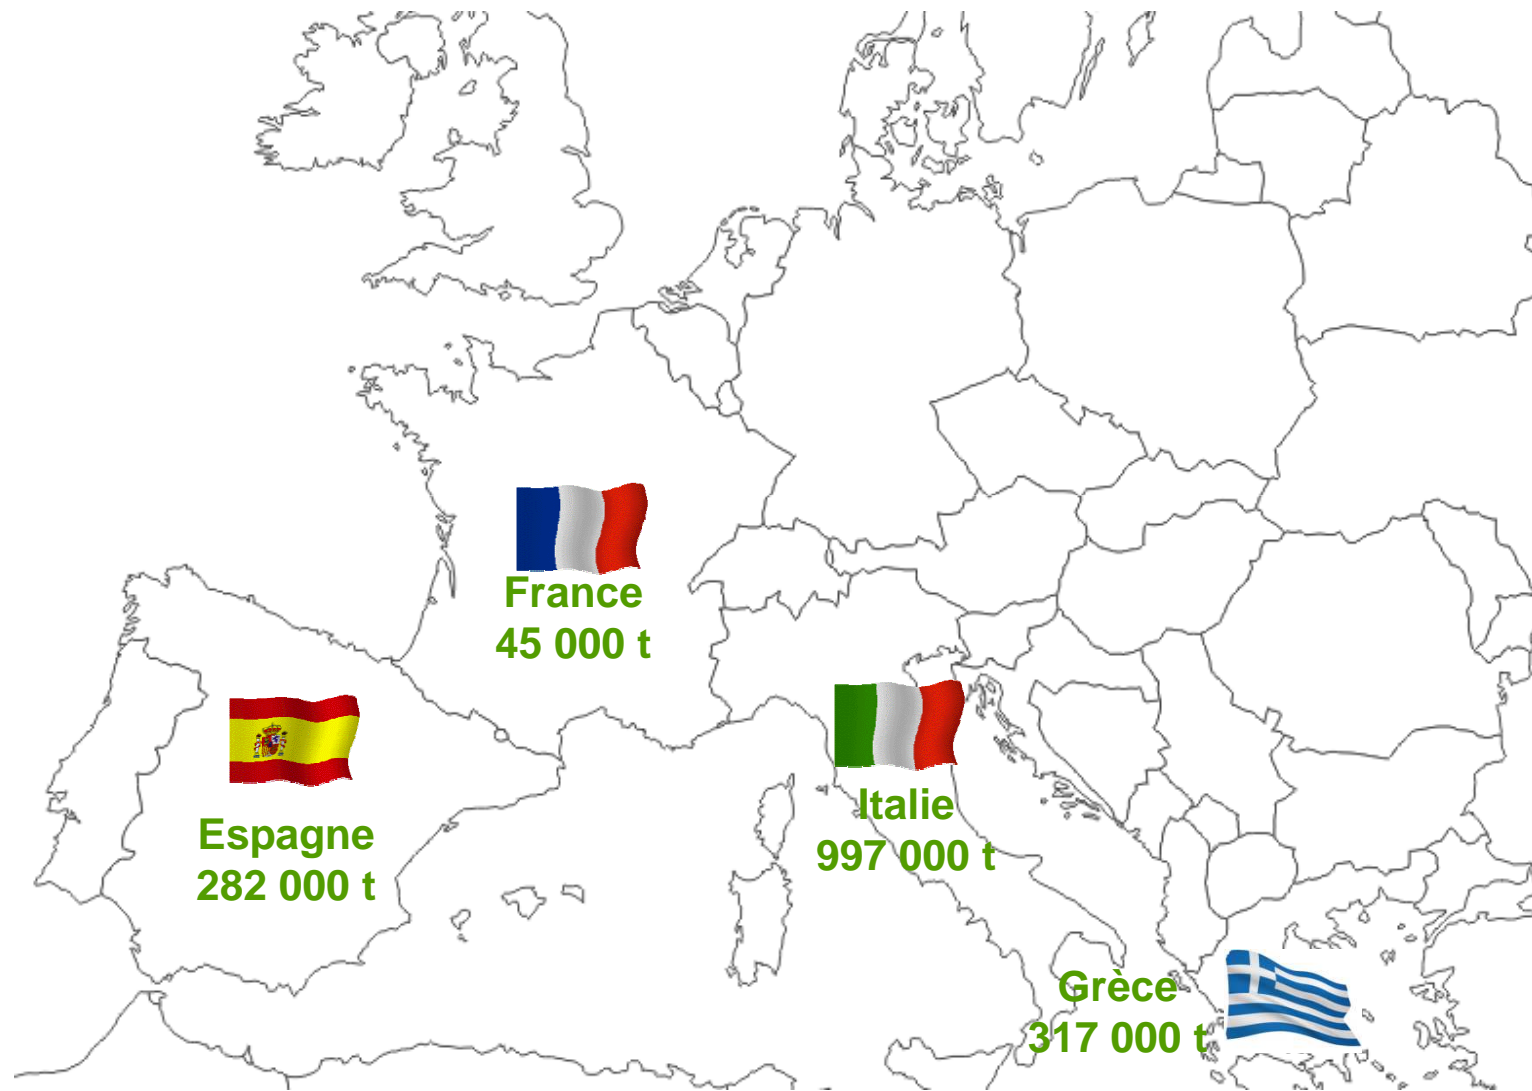 France
45 000 t
Espagne
282 000 t
Italie
997 000 t
Grèce
317 000 t